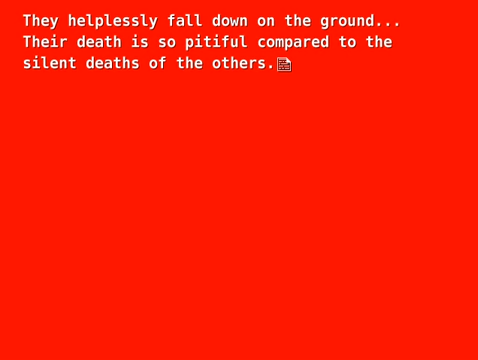 They helplessly fall down on the ground...
Their death is so pitiful compared to the
silent deaths of the others.